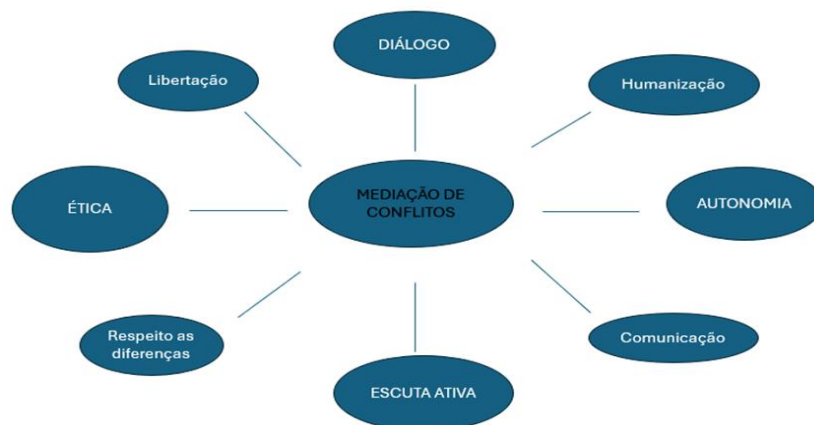 DIÁLOGO
Libertação
Humanização
MEDIAÇÃO DE
CONFLITOS
ÉTICA
AUTONOMIA
Respeito as
diferenças
Comunicação
ESCUTA ATIVA